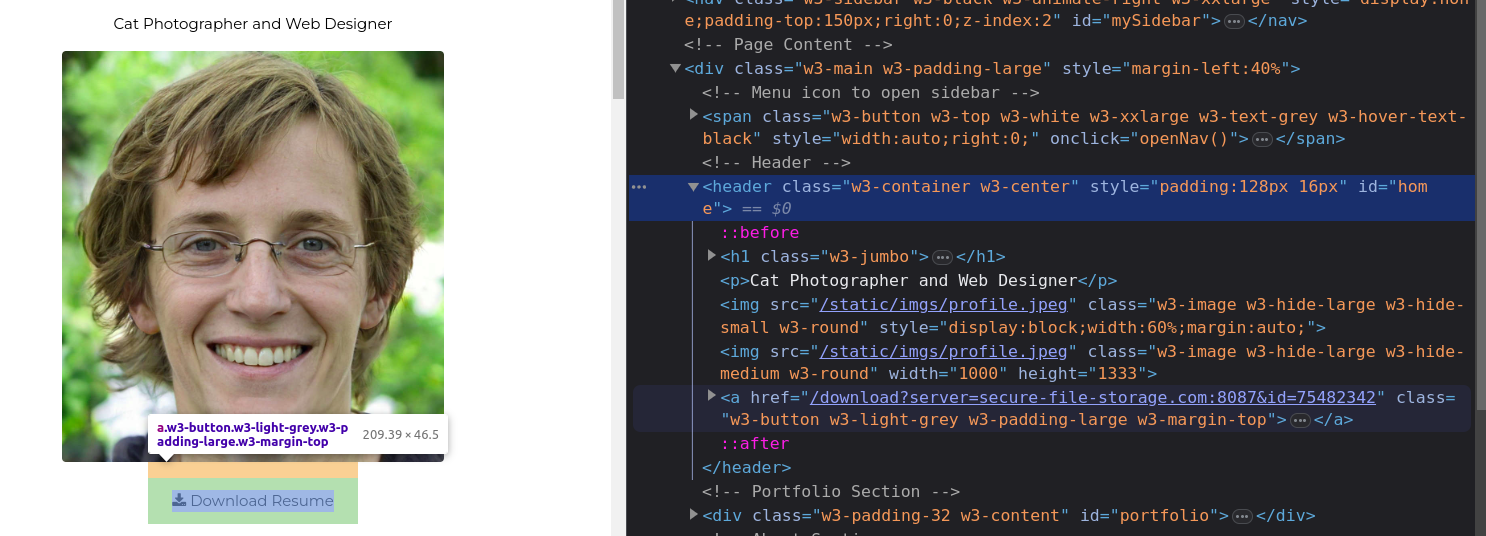 Cat Photographer and Web Designer
a.w3-button.w3-light-grey.w3-p
adding-large.w3-margin-top
209.39 × 46.5
Download Resume
e;padding-top:150px;right:0;z-index:2" id="mySidebar"></nav>
<!-- Page Content -->
<div class="w3-main w3-padding-large" style="margin-left:40%">
<!-- Menu icon to open sidebar -->
<span class="w3-button w3-top w3-white w3-xxlarge w3-text-grey w3-hover-text-
black" style="width:auto;right:0;" onclick="openNav()">…</span>
<!-- Header -->
<header class="w3-container w3-center" style="padding:128px 16px" id="hom
e"> == $0
::before
<h1 class="w3-jumbo">…</h1>
<p>Cat Photographer and Web Designer</p>
<img src="/static/imgs/profile.jpeg" class="w3-image w3-hide-large w3-hide-
small w3-round" style="display:block;width:60%;margin:auto;">
<img src="/static/imgs/profile.jpeg" class="w3-image w3-hide-large w3-hide-
medium w3-round" width="1000" height="1333">
<a href="/download?server=secure-file-storage.com:8087&id=75482342" class=
"w3-button w3-light-grey w3-padding-large w3-margin-top">…</a>
::after
</header>
<!-- Portfolio Section -->
<div class="w3-padding-32 w3-content" id="portfolio">…</div>